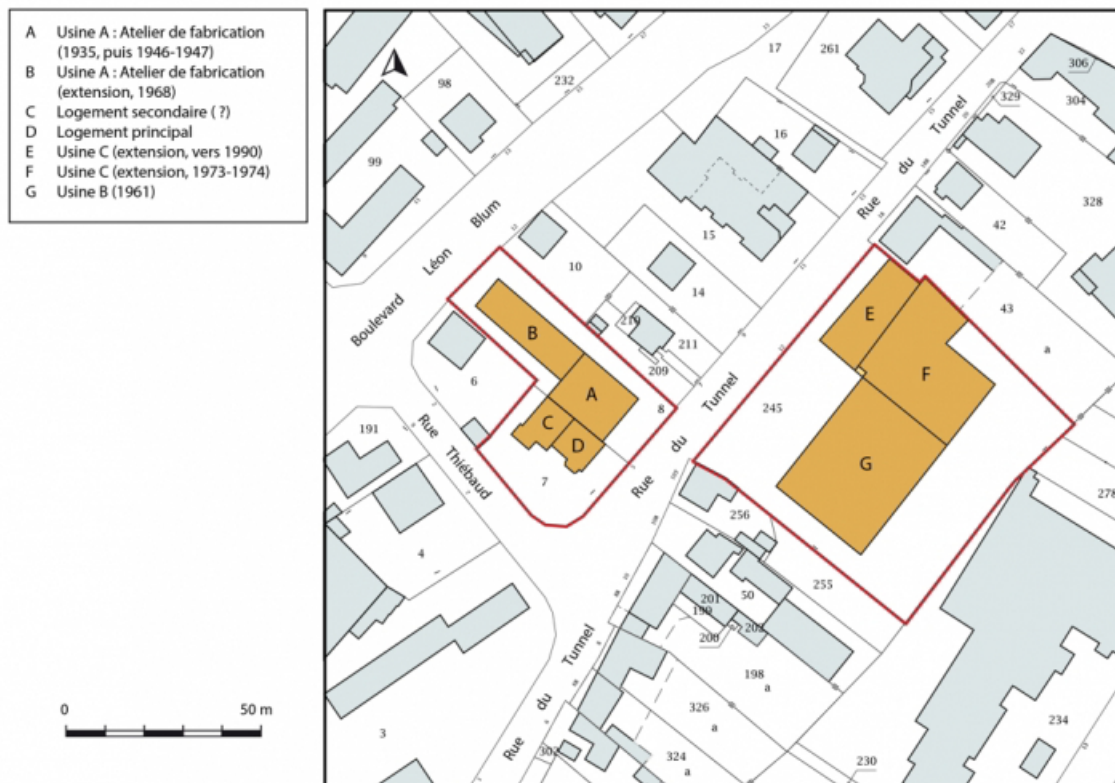 A Usine A : Atelier de fabrication
(1935, puis 1946-1947)
B Usine A : Atelier de fabrication
(extension, 1968)
C Logement secondaire ( ?)
D Logement principal
E Usine C (extension, vers 1990)
F Usine C (extension, 1973-1974)
G Usine B (1961)
0 50 m
17
261
306
98
232
329
304
Tunnel
16
99
du
Rue
328
Blum
42
15
Léon
10
14
43
Boulevard
E
210
a
B
211
6
209
F
A
Tunnel
8
245
C
Rue
191
D
du
Thiébaud
G
7
Rue
278
256
4
255
50
201
199
202
200
Tunnel
198
a
326
du
a
3
234
Rue
302
324
a
230